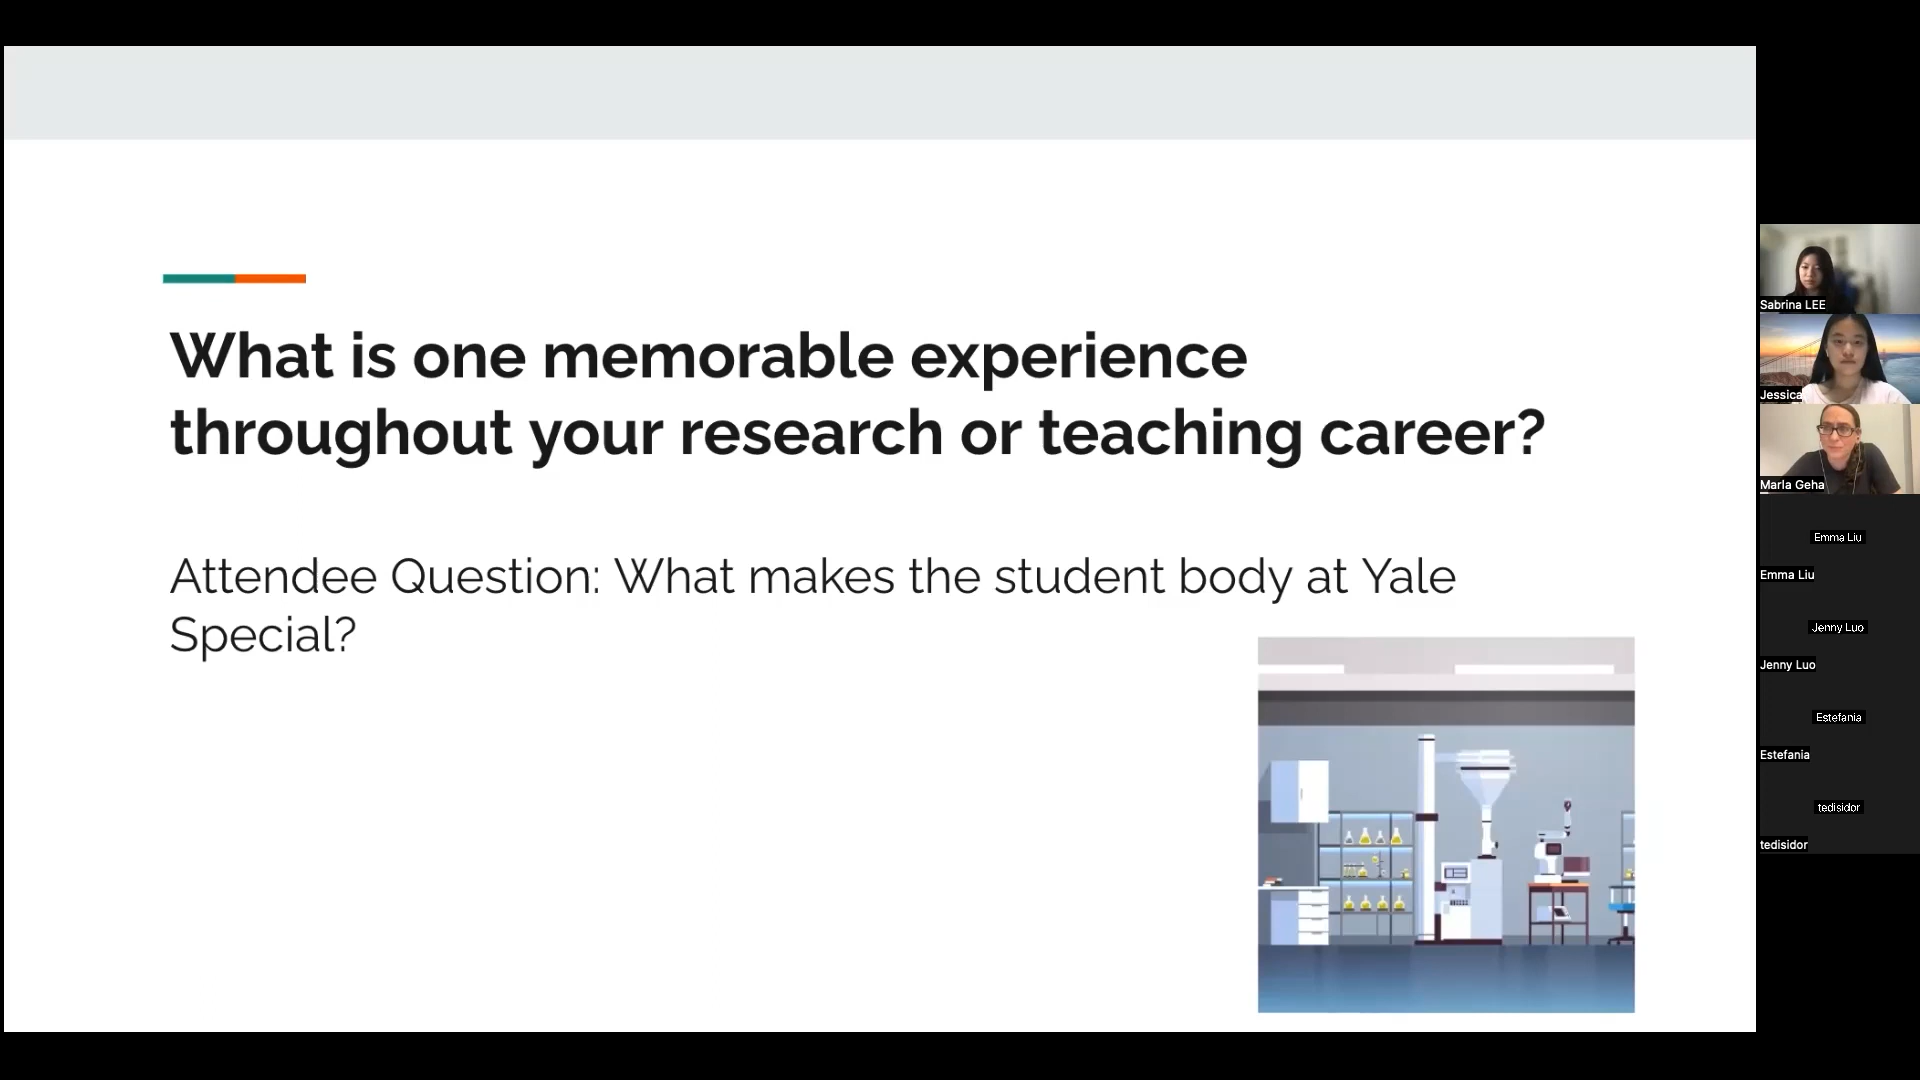 What is one memorable experience
throughout your research or teaching career?
Attendee Question: What makes the student body at Yale
Special?
Sabrina LEE
Jessica
Marla Geha
Emma Liu
Emma Liu
Jenny Luo
Jenny Luo
Estefania
Estefania
tedisidor
tedisidor